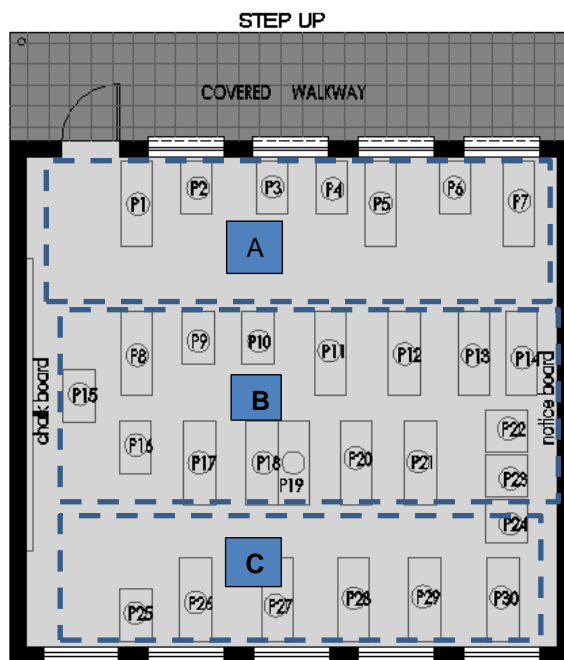 STEP UP
COVERED WALKWAY
P1 P2 P3 P4 P5 P6 P7
A
P8 P9 P10 P11 P12 P13 P14
chalk board
notice board
P15
B
P16 P17 P18 P19 P20 P21 P22
P23
P24
C
P25 P26 P27 P28 P29 P30